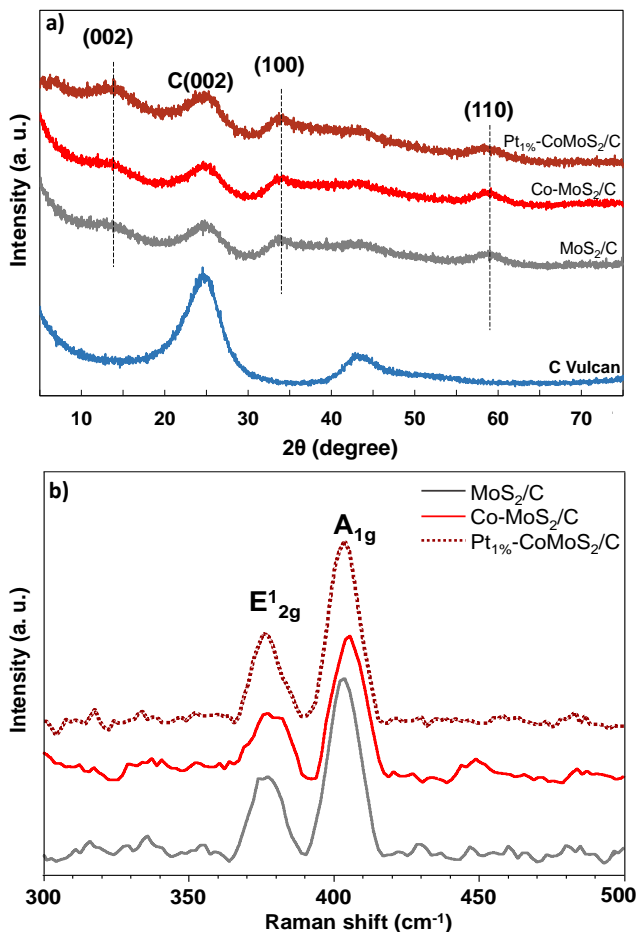 a)
(002)
C(002)
(100)
(110)
Pt1%-CoMoS2/C
Co-MoS2/C
MoS2/C
C Vulcan
Intensity (a. u.)
10 20 30 40 50 60 70
2θ (degree)
b)
MoS2/C
Co-MoS2/C
Pt1%-CoMoS2/C
A1g
E12g
Intensity (a. u.)
300 350 400 450 500
Raman shift (cm-1)